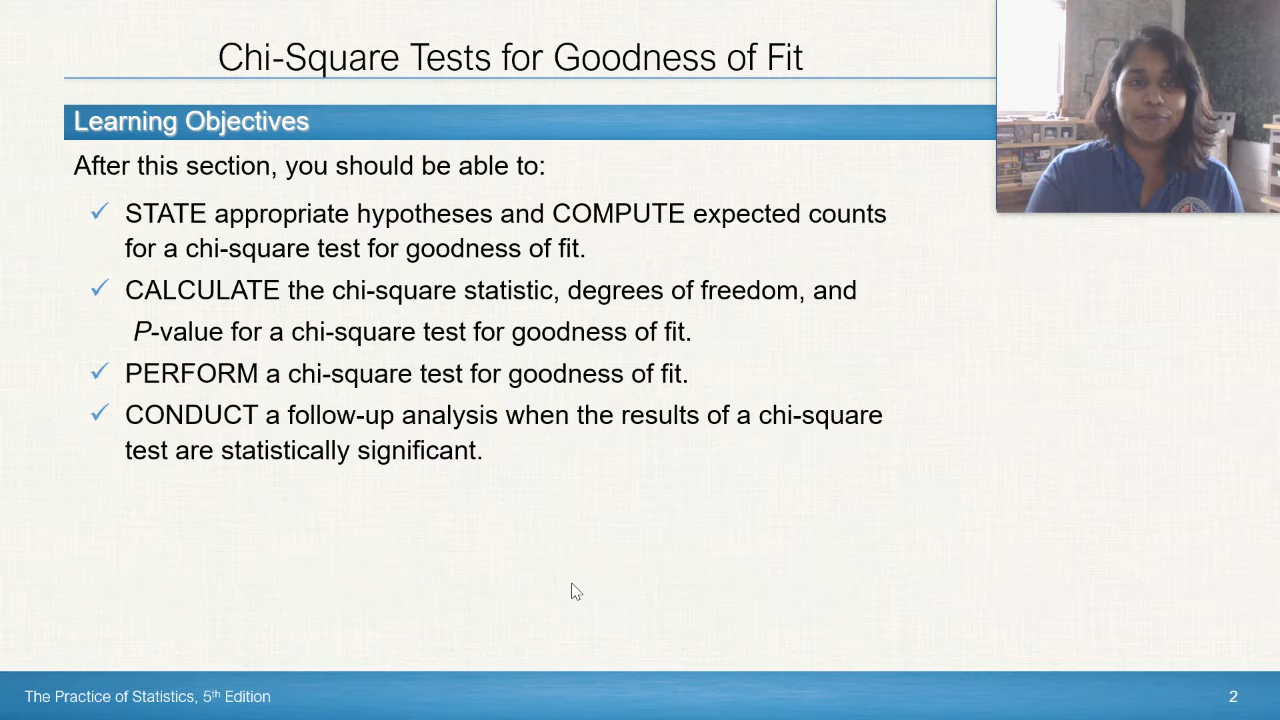 Chi-Square Tests for Goodness of Fit
Learning Objectives
After this section, you should be able to:
✓ STATE appropriate hypotheses and COMPUTE expected counts
for a chi-square test for goodness of fit.
✓ CALCULATE the chi-square statistic, degrees of freedom, and
P-value for a chi-square test for goodness of fit.
✓ PERFORM a chi-square test for goodness of fit.
✓ CONDUCT a follow-up analysis when the results of a chi-square
test are statistically significant.
The Practice of Statistics, 5th Edition
2